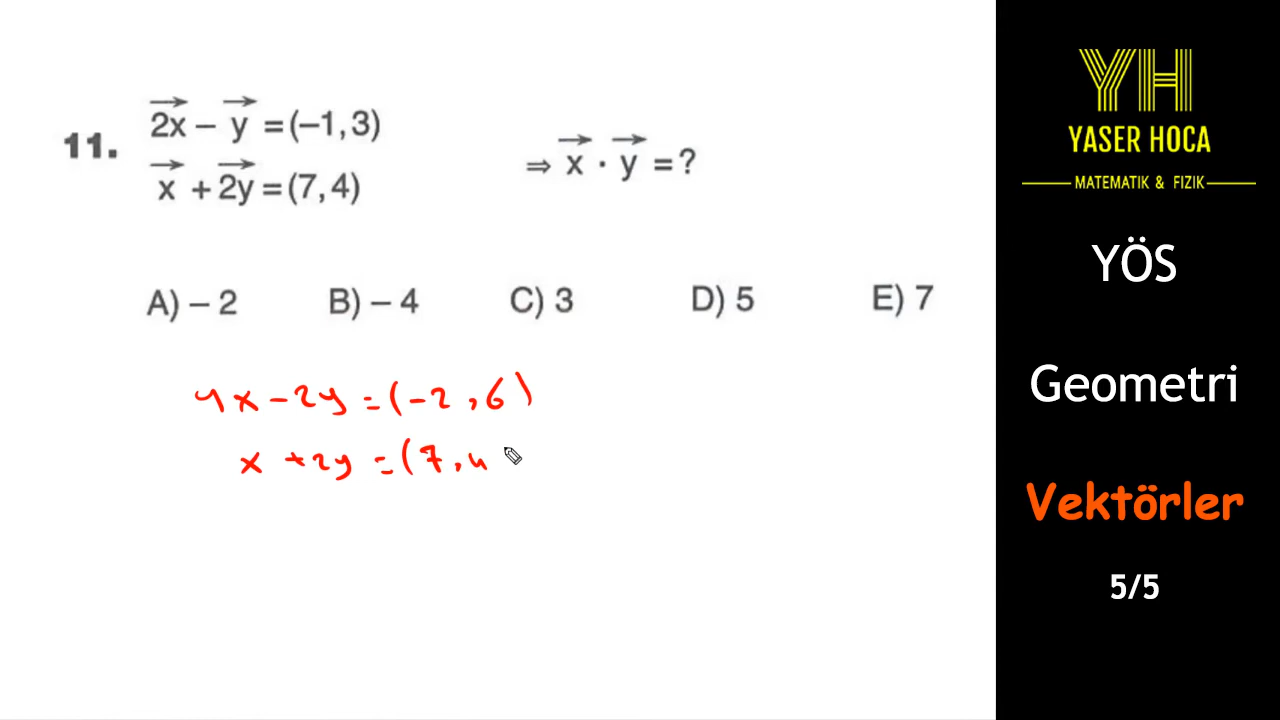 11. 2x – y = (–1, 3)
x + 2y = (7, 4)
⇒ x · y = ?
A) – 2 B) – 4 C) 3 D) 5 E) 7
4x - 2y = (-2, 6)
x + 2y = (7, 4
YH
YASER HOCA
MATEMATIK & FIZIK
YÖS
Geometri
Vektörler
5/5